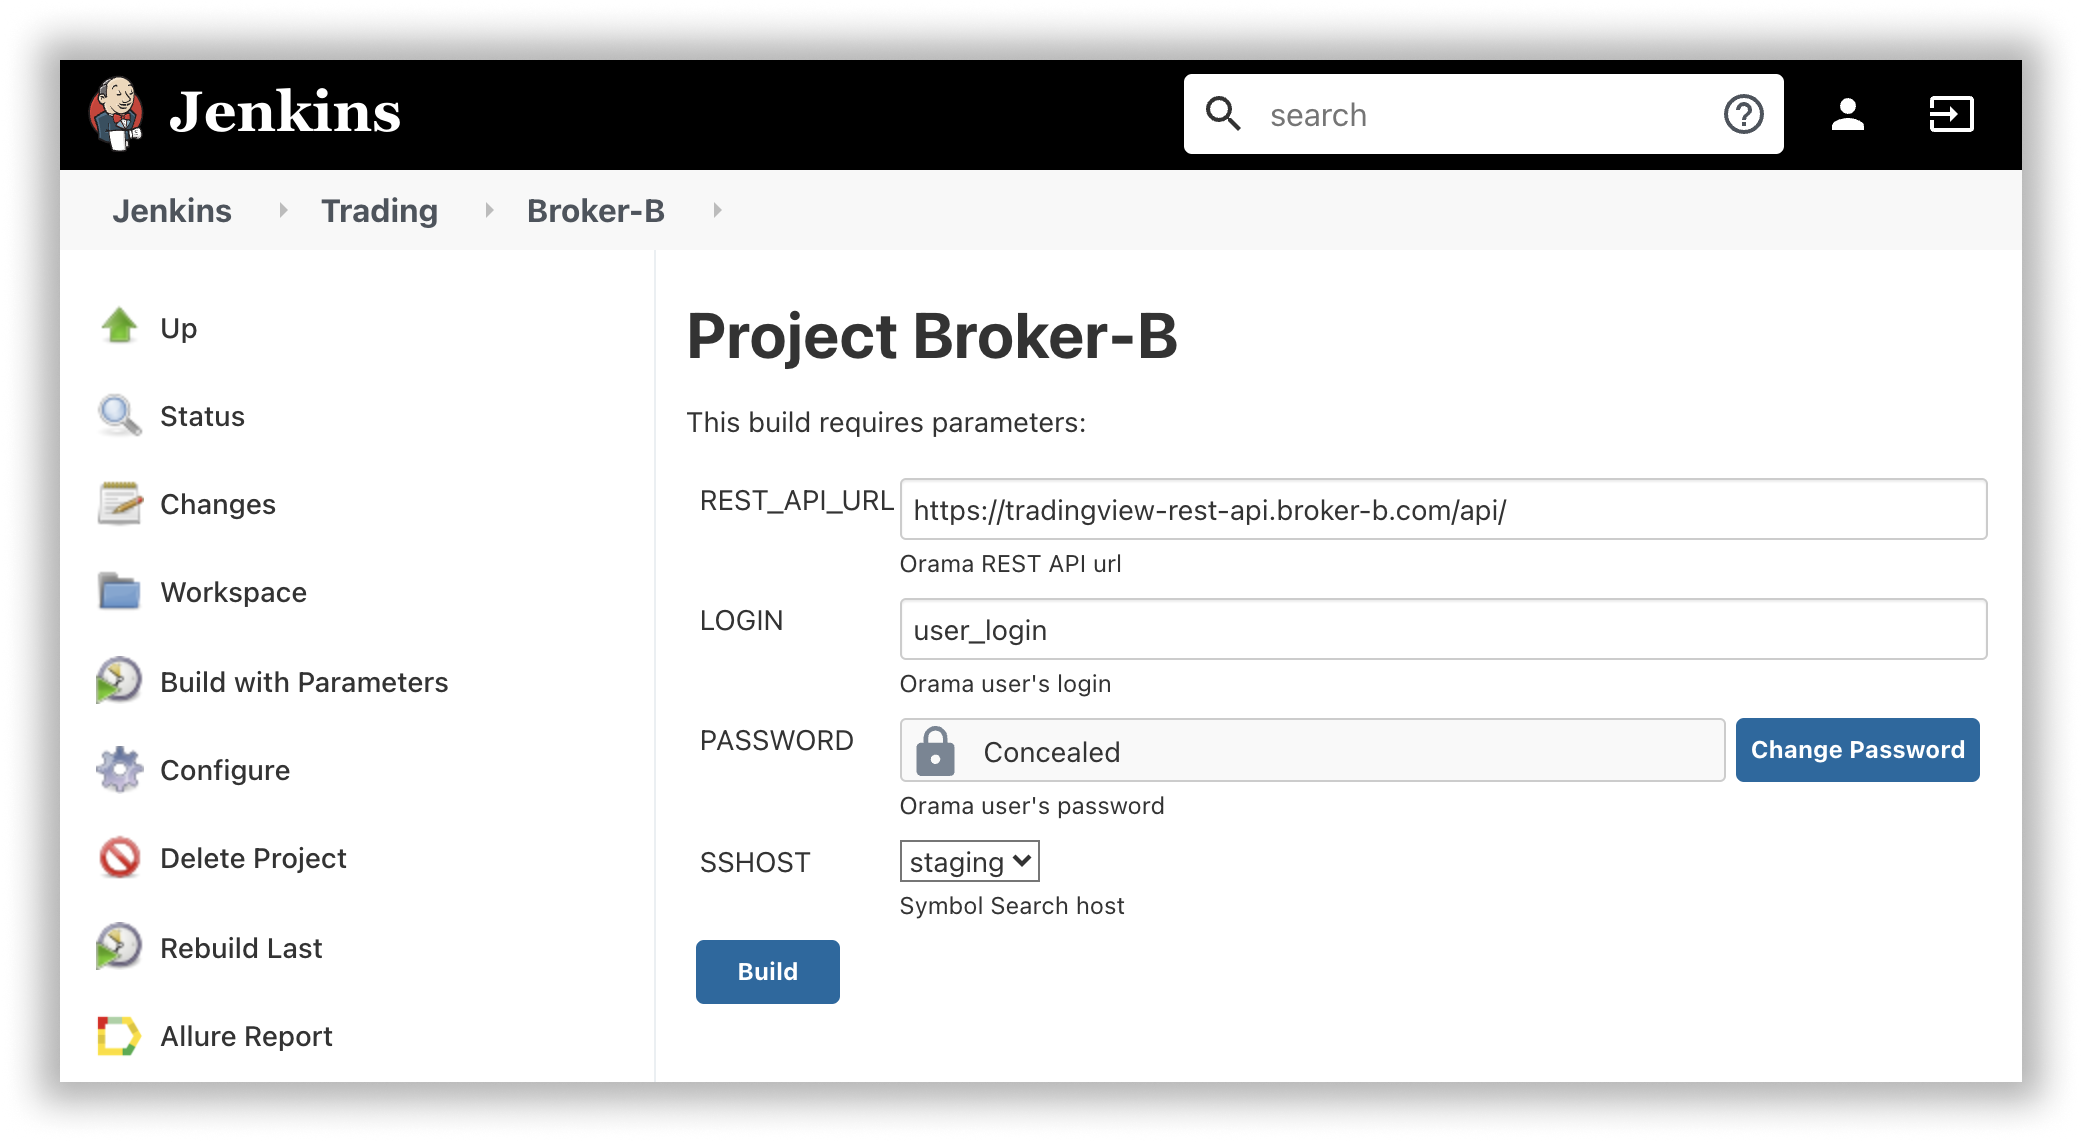 Jenkins
search
Jenkins
Trading
Broker-B
Up
Status
Changes
Workspace
Build with Parameters
Configure
Delete Project
Rebuild Last
Allure Report
Project Broker-B
This build requires parameters:
REST_API_URL
https://tradingview-rest-api.broker-b.com/api/
Orama REST API url
LOGIN
user_login
Orama user's login
PASSWORD
Concealed
Change Password
Orama user's password
SSHOST
staging
Symbol Search host
Build